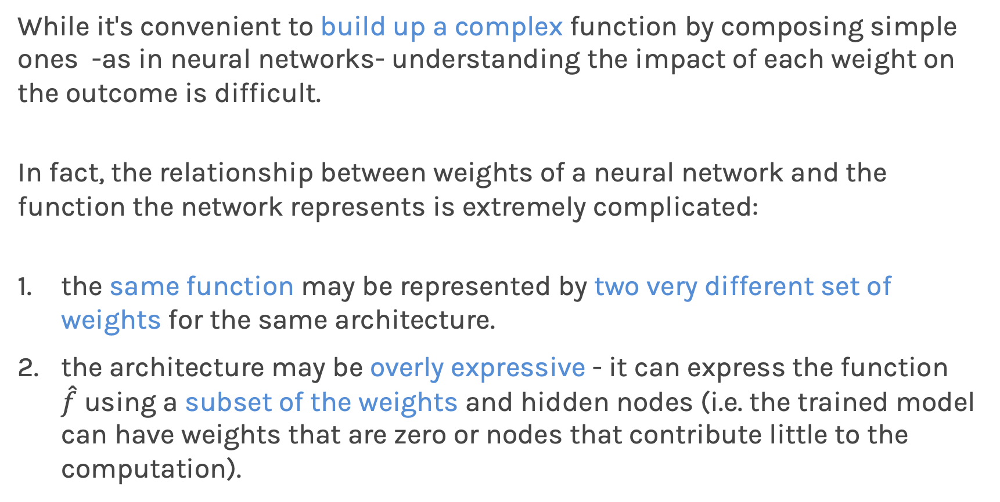 While it's convenient to build up a complex function by composing simple
ones -as in neural networks- understanding the impact of each weight on
the outcome is difficult.
In fact, the relationship between weights of a neural network and the
function the network represents is extremely complicated:
1. the same function may be represented by two very different set of
weights for the same architecture.
2. the architecture may be overly expressive - it can express the function
f̂ using a subset of the weights and hidden nodes (i.e. the trained model
can have weights that are zero or nodes that contribute little to the
computation).